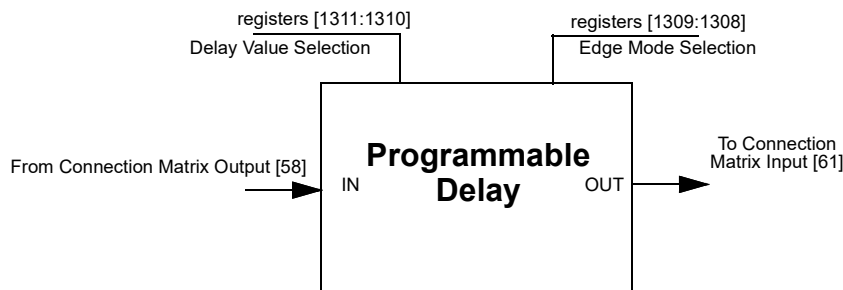 registers [1311:1310]
Delay Value Selection
registers [1309:1308]
Edge Mode Selection
From Connection Matrix Output [58]
IN
Programmable
Delay
OUT
To Connection
Matrix Input [61]